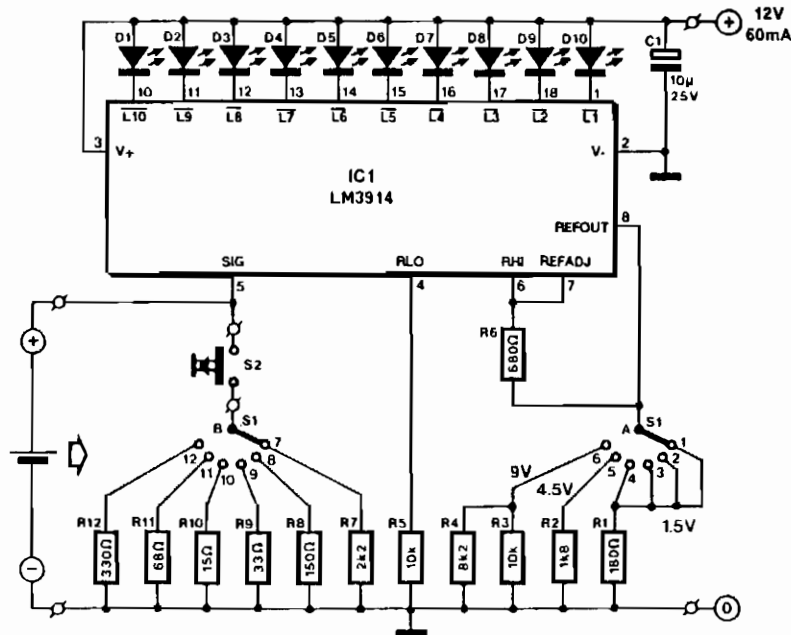 12V
60mA
D1 D2 D3 D4 D5 D6 D7 D8 D9 D10
C1
10µ
25V
10 11 12 13 14 15 16 17 18 1
L10 L9 L8 L7 L6 L5 L4 L3 L2 L1
3 V+
V- 2
IC1
LM3914
8
REFOUT
SIG RLO RHI REFADJ
5 4 6 7
R6
680Ω
S2
B S1
7
12 11 10 9 8
A S1
1
6 5 4 3 2
9V
4.5V
1.5V
R12 R11 R10 R9 R8 R7 R5 R4 R3 R2 R1
330Ω 68Ω 15Ω 33Ω 150Ω 2k2 10k 8k2 10k 1k8 180Ω
+
+
−
0